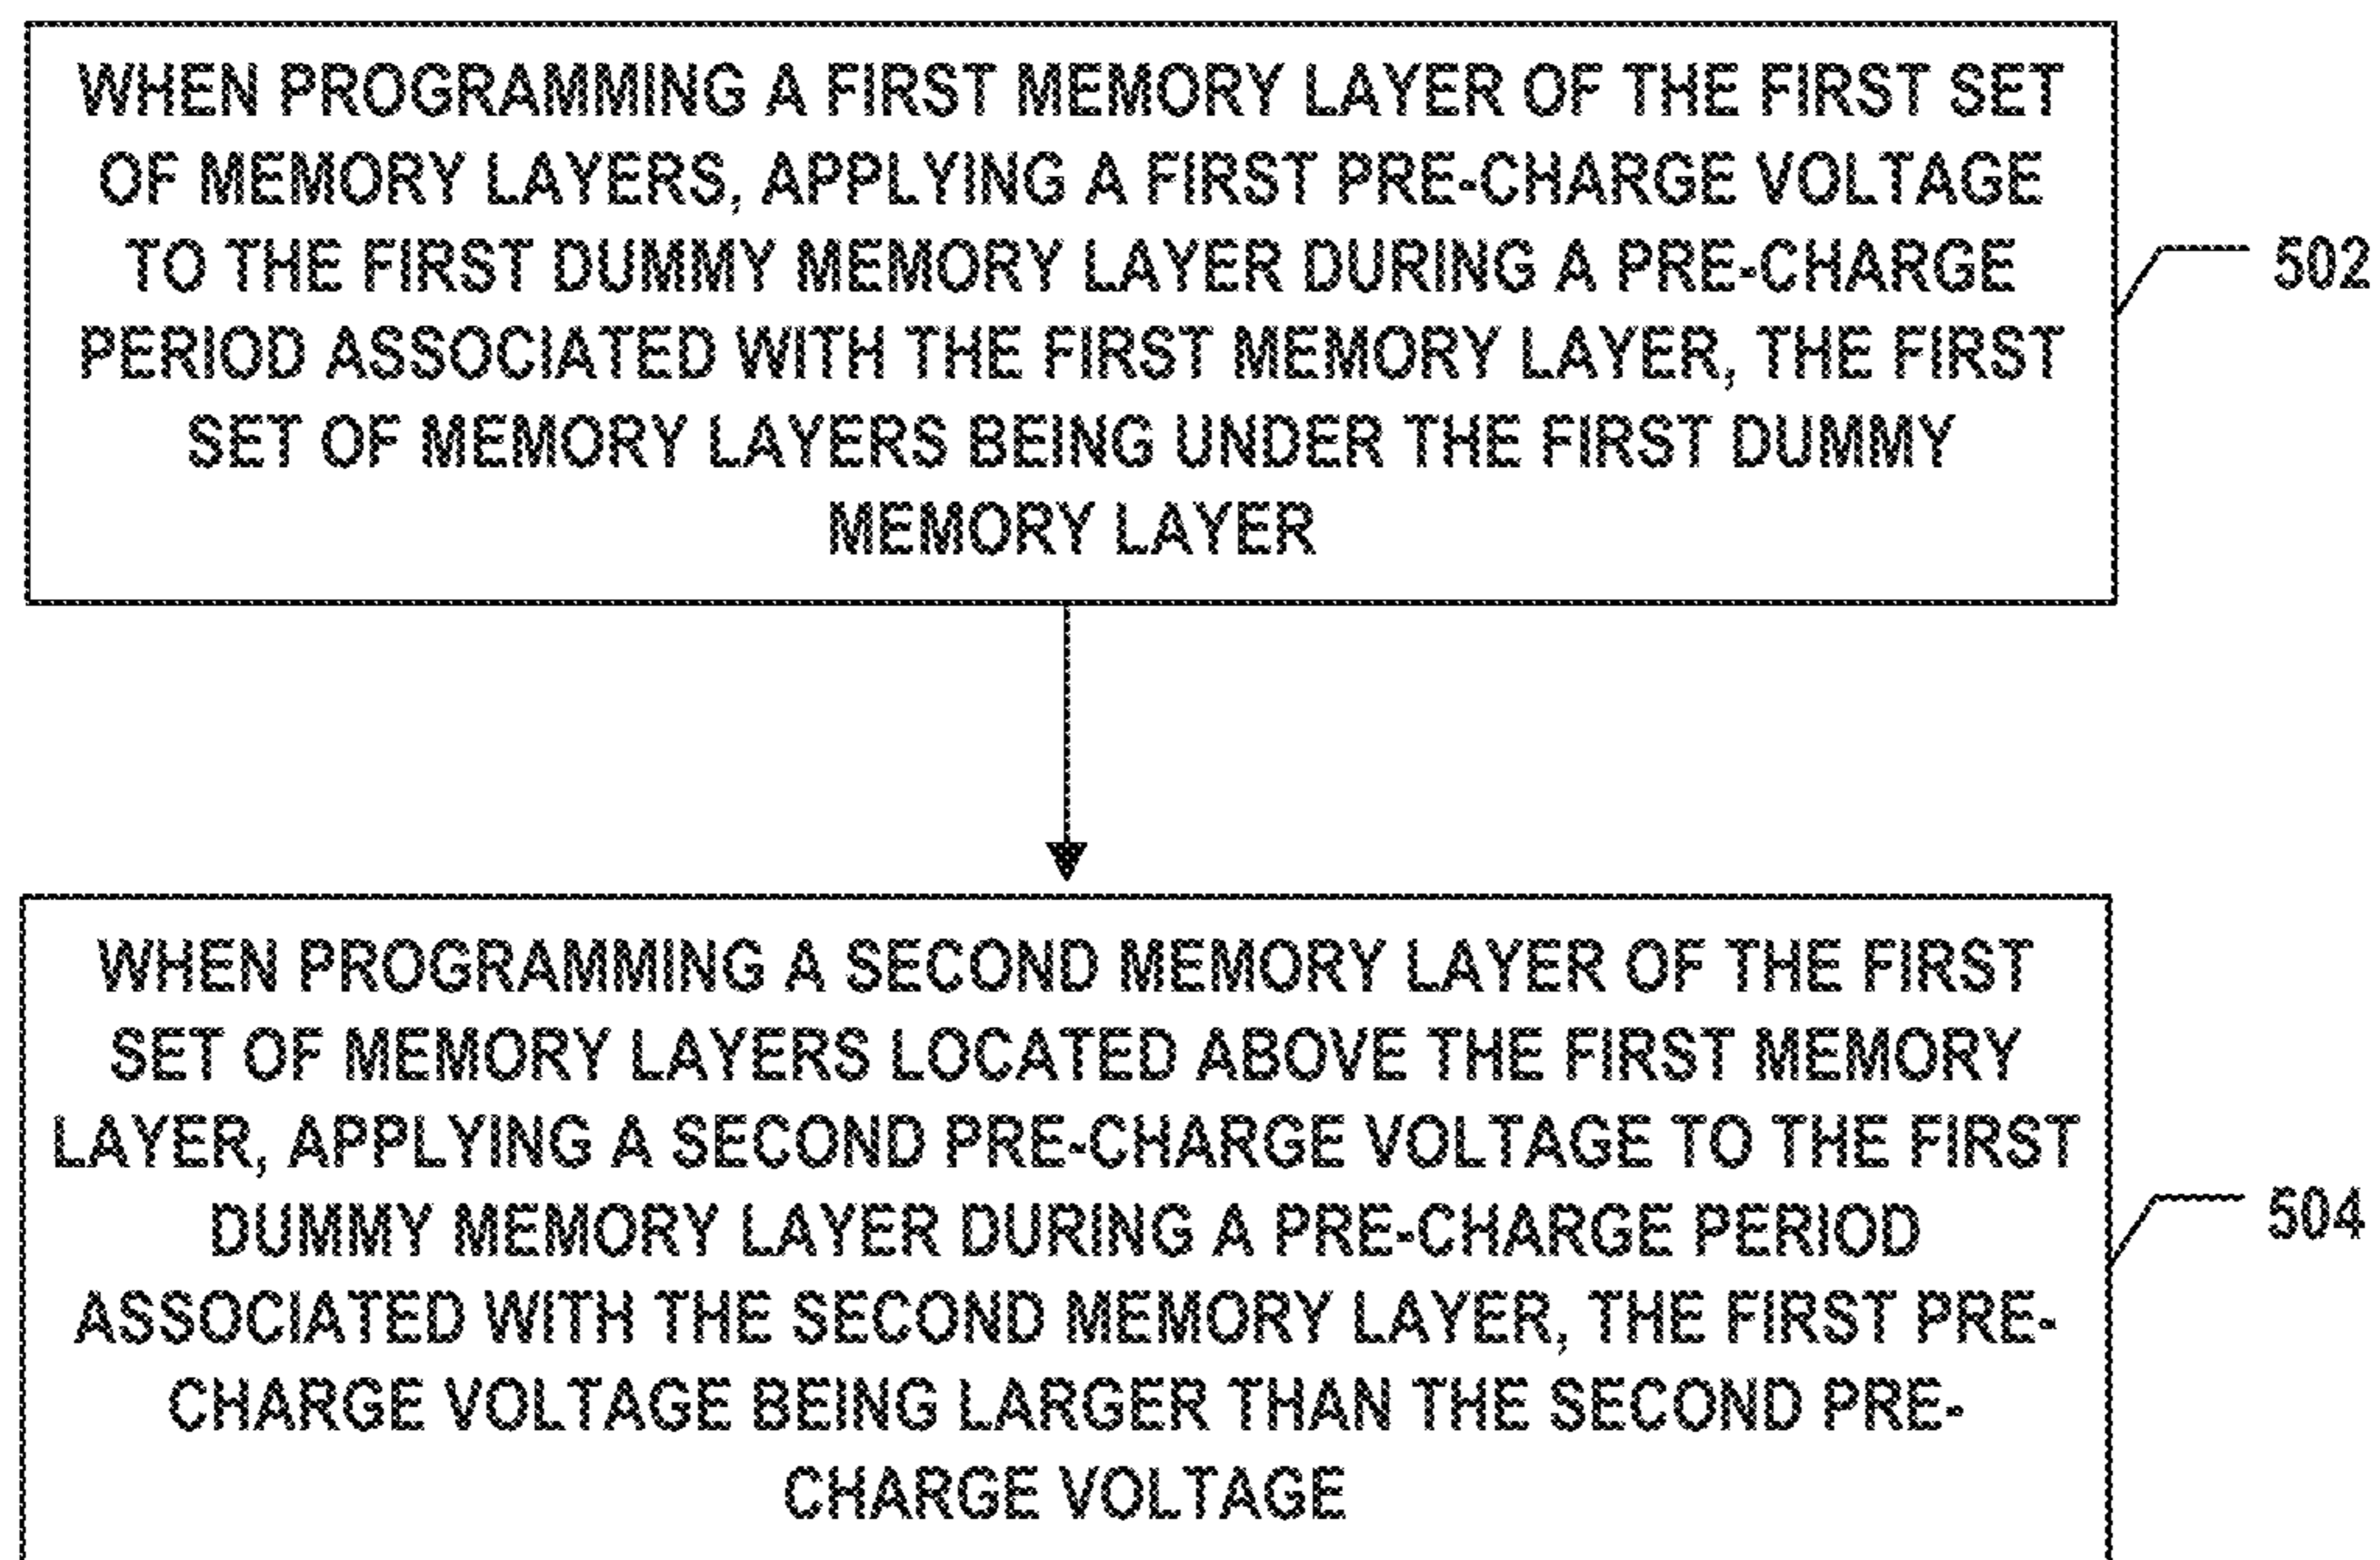 WHEN PROGRAMMING A FIRST MEMORY LAYER OF THE FIRST SET
OF MEMORY LAYERS, APPLYING A FIRST PRE-CHARGE VOLTAGE
TO THE FIRST DUMMY MEMORY LAYER DURING A PRE-CHARGE
PERIOD ASSOCIATED WITH THE FIRST MEMORY LAYER, THE FIRST
SET OF MEMORY LAYERS BEING UNDER THE FIRST DUMMY
MEMORY LAYER
502
WHEN PROGRAMMING A SECOND MEMORY LAYER OF THE FIRST
SET OF MEMORY LAYERS LOCATED ABOVE THE FIRST MEMORY
LAYER, APPLYING A SECOND PRE-CHARGE VOLTAGE TO THE FIRST
DUMMY MEMORY LAYER DURING A PRE-CHARGE PERIOD
ASSOCIATED WITH THE SECOND MEMORY LAYER, THE FIRST PRE-
CHARGE VOLTAGE BEING LARGER THAN THE SECOND PRE-
CHARGE VOLTAGE
504